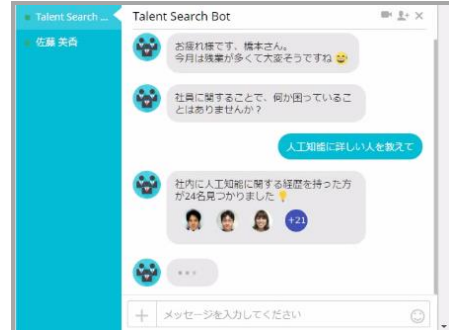 Talent Search ...
佐藤 美香
Talent Search Bot
お疲れ様です、橋本さん。
今月は残業が多くて大変そうですね 😅
社員に関することで、何か困っているこ
とはありませんか？
人工知能に詳しい人を教えて
社内に人工知能に関する経歴を持った方
が24名見つかりました💡
+21
メッセージを入力してください